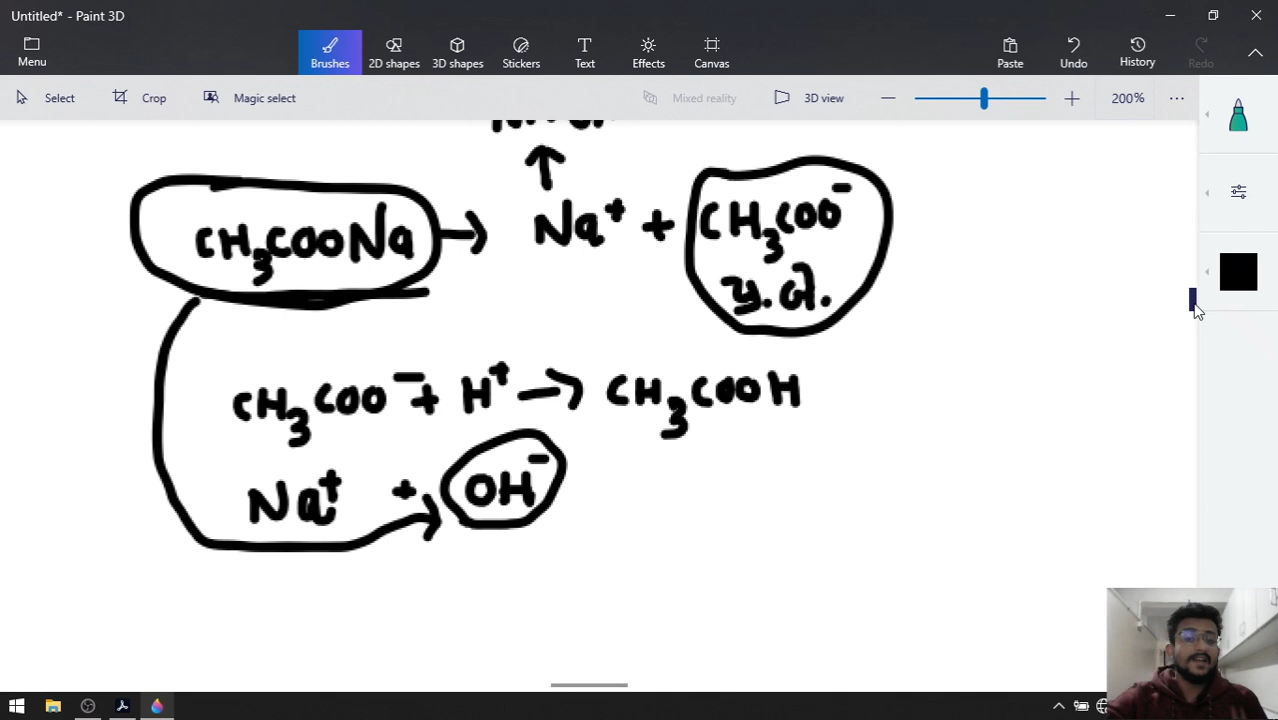 Untitled* - Paint 3D
Menu
Brushes
2D shapes
3D shapes
Stickers
Text
Effects
Canvas
Paste
Undo
History
Redo
Select
Crop
Magic select
Mixed reality
3D view
200%
CH₃COONa → Na⁺ + CH₃COO⁻
CH₃COO⁻ + H⁺ → CH₃COOH
Na⁺ + OH⁻